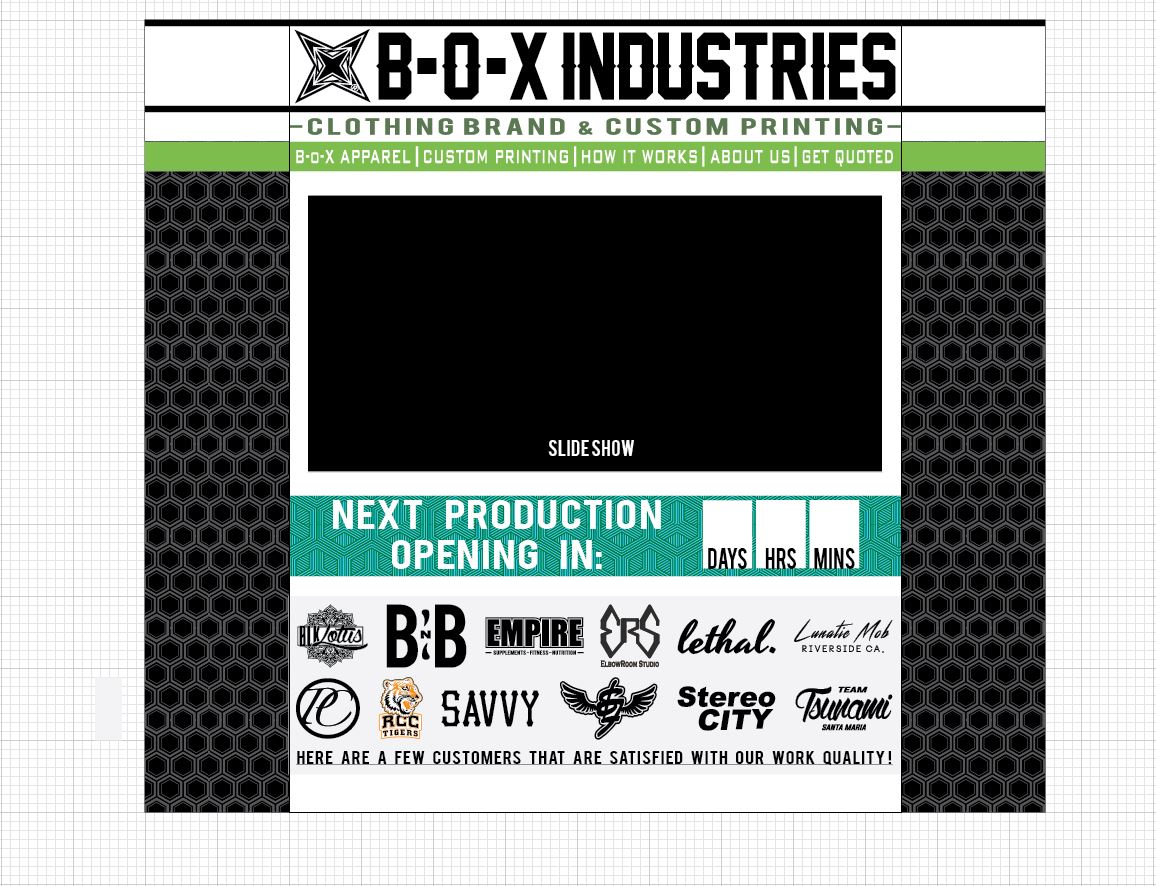 B-O-X INDUSTRIES
-CLOTHING BRAND & CUSTOM PRINTING-
B-o-X APPAREL|CUSTOM PRINTING|HOW IT WORKS|ABOUT US|GET QUOTED
SLIDESHOW
NEXT PRODUCTION
OPENING IN:
DAYS HRS MINS
Lotus
B'N'B
EMPIRE
SUPPLEMENTS-FITNESS-NUTRITION
ERS
ELBOWROOM STUDIO
lethal.
Lunatic Mob
RIVERSIDE CA.
PC
RCC
TIGERS
SAVVY
Stereo
CITY
TEAM
Tsunami
SANTA MARIA
HERE ARE A FEW CUSTOMERS THAT ARE SATISFIED WITH OUR WORK QUALITY!